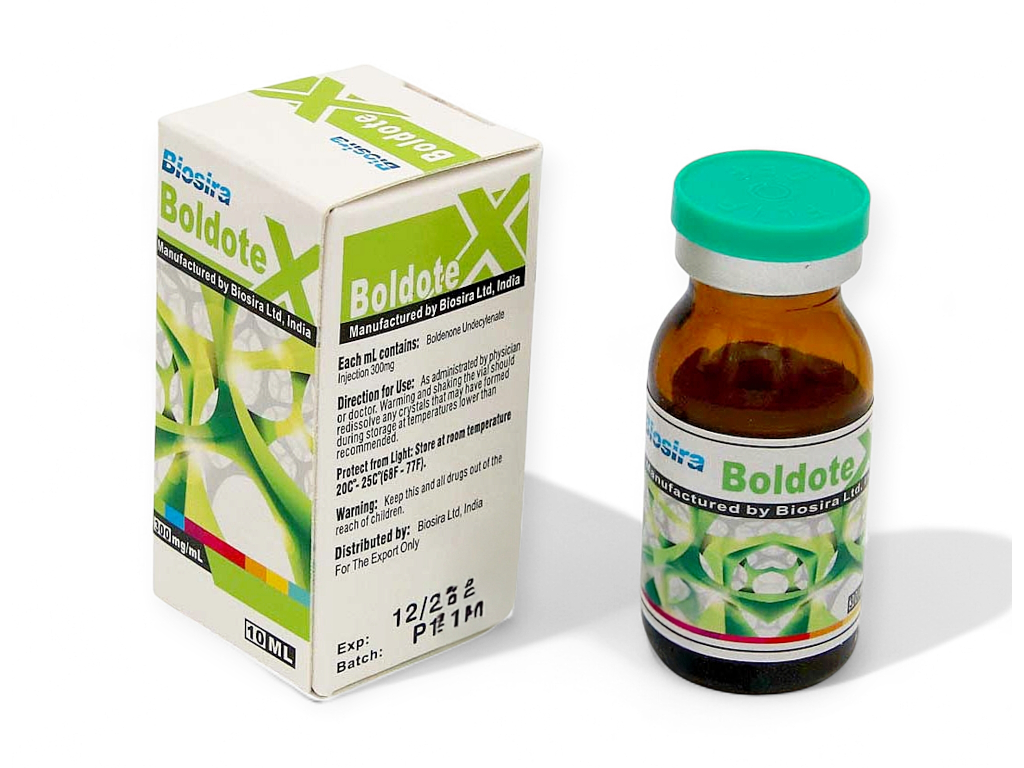 Biosira
Boldote X
Biosira
Boldote X
Manufactured by Biosira Ltd, India
300mg/mL
10ML
Boldote X
Manufactured by Biosira Ltd, India
Each mL contains: Boldenone Undecylenate
Injection 300mg
Direction for Use: As administrated by physician
or doctor. Warming and shaking the vial should
redissolve any crystals that may have formed
during storage at temperatures lower than
recommended.
Protect from Light: Store at room temperature
20C°- 25C°(68F - 77F).
Warning: Keep this and all drugs out of the
reach of children.
Distributed by: Biosira Ltd, India
For The Export Only
Exp:
Batch:
Biosira
Boldote X
Manufactured by Biosira Ltd,